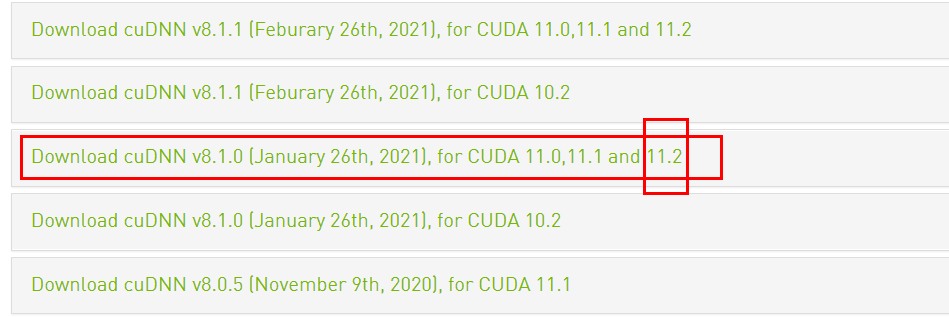 Download cuDNN v8.1.1 (Feburary 26th, 2021), for CUDA 11.0,11.1 and 11.2
Download cuDNN v8.1.1 (Feburary 26th, 2021), for CUDA 10.2
Download cuDNN v8.1.0 (January 26th, 2021), for CUDA 11.0,11.1 and 11.2
Download cuDNN v8.1.0 (January 26th, 2021), for CUDA 10.2
Download cuDNN v8.0.5 (November 9th, 2020), for CUDA 11.1